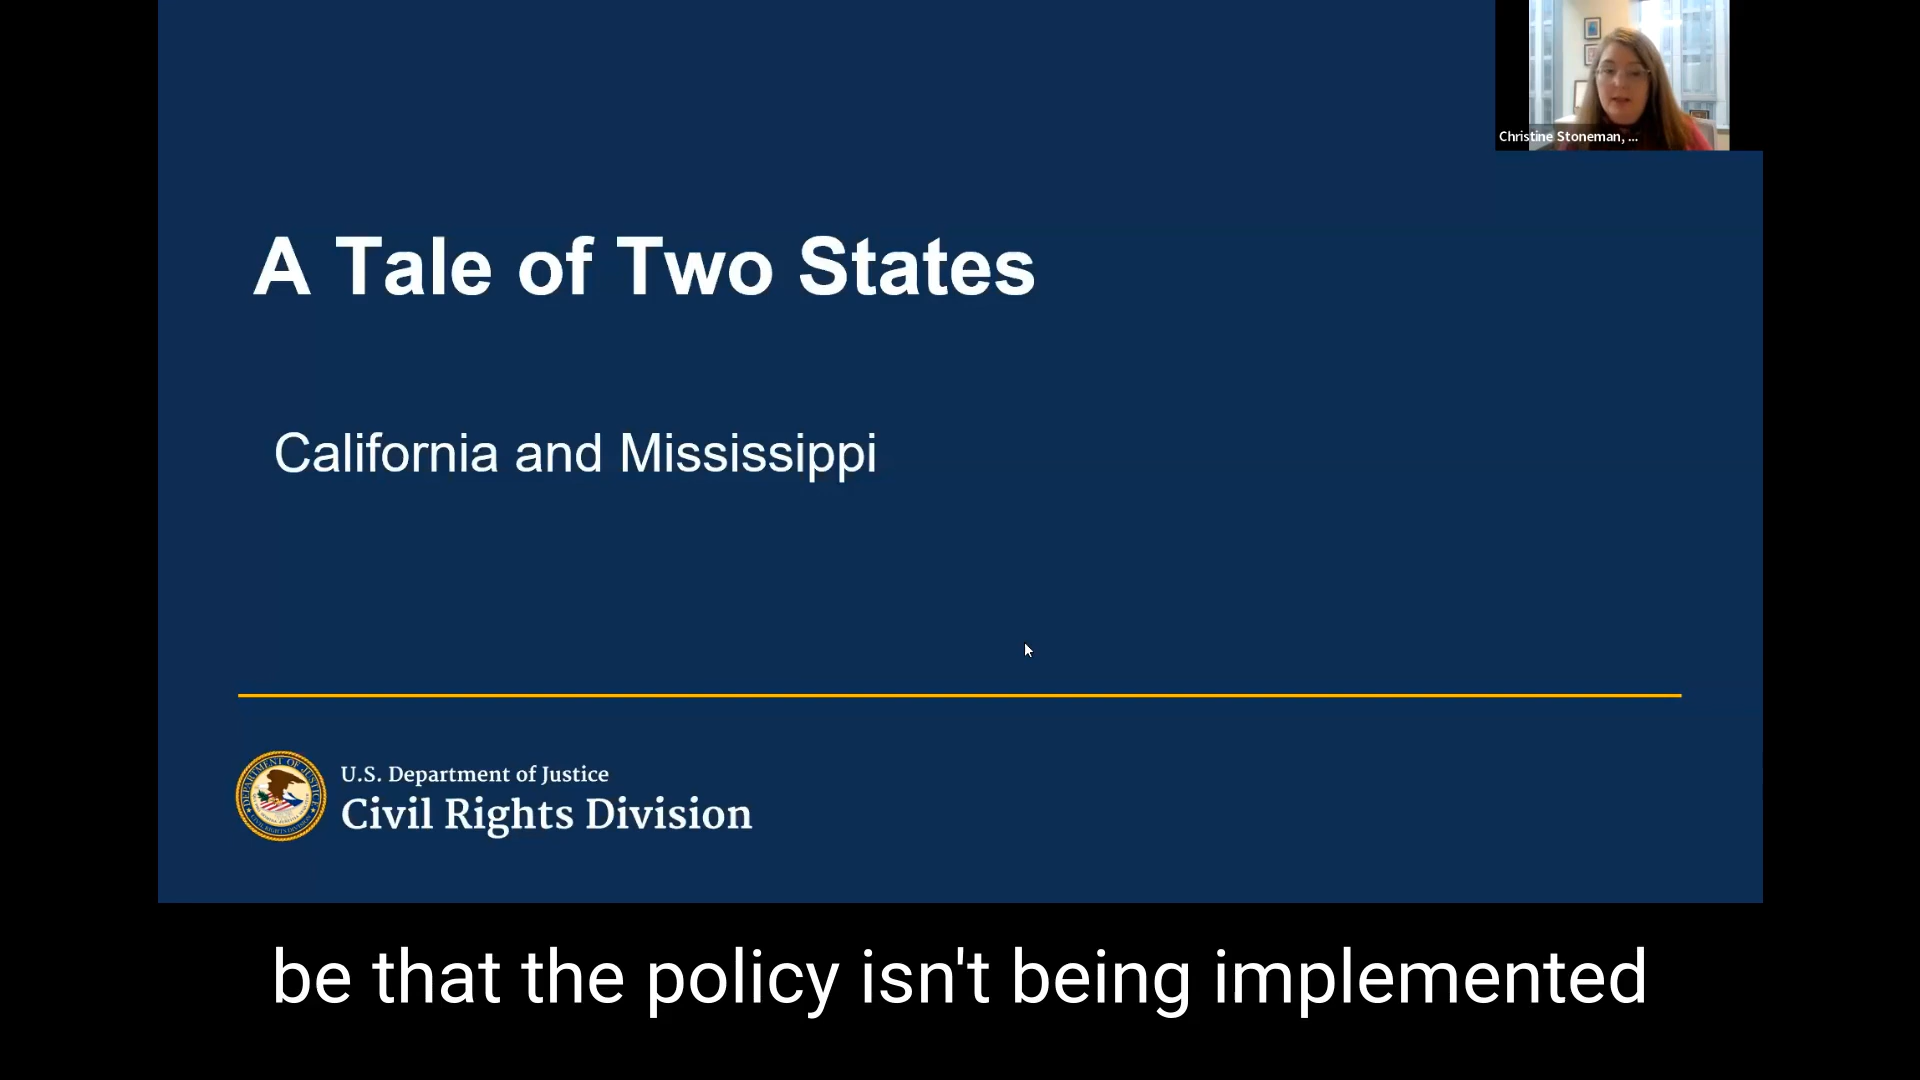 Christine Stoneman, ...
A Tale of Two States
California and Mississippi
U.S. Department of Justice
Civil Rights Division
be that the policy isn't being implemented